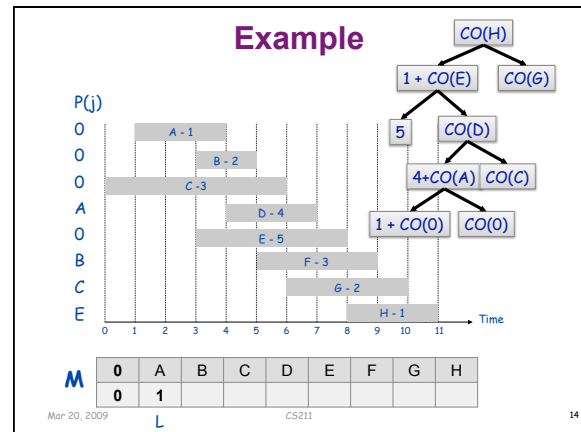 Example
CO(H)
1 + CO(E) CO(G)
5 CO(D)
4+CO(A) CO(C)
1 + CO(0) CO(0)
P(j)
0 A - 1
0 B - 2
0 C -3
A D - 4
0 E - 5
B F - 3
C G - 2
E H - 1
0 1 2 3 4 5 6 7 8 9 10 11 Time
M 0 A B C D E F G H
0 1
L
Mar 20, 2009 CS211 14